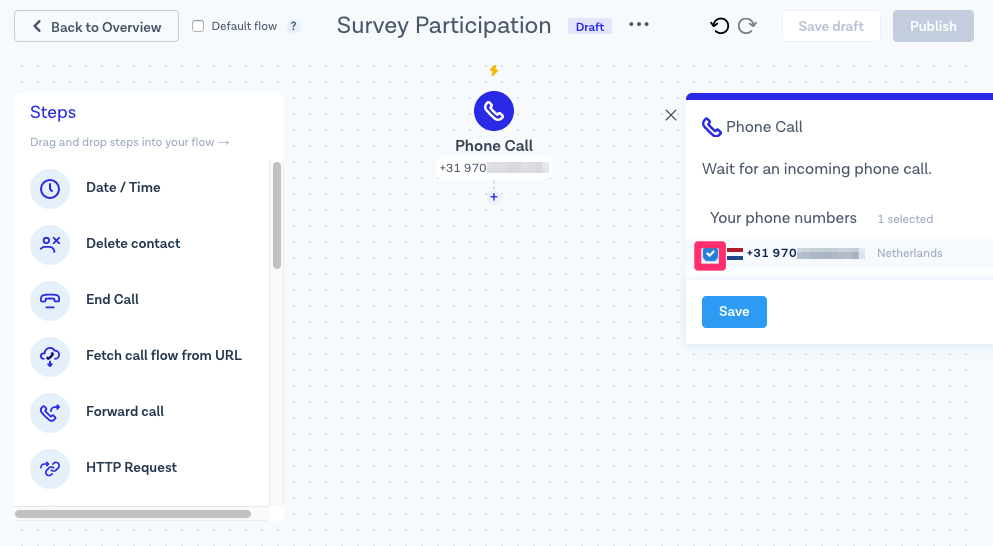 Back to Overview
Default flow ?
Survey Participation
Draft
Save draft
Publish
Steps
Drag and drop steps into your flow →
Date / Time
Delete contact
End Call
Fetch call flow from URL
Forward call
HTTP Request
Phone Call
+31 970
+
Phone Call
Wait for an incoming phone call.
Your phone numbers 1 selected
+31 970 Netherlands
Save